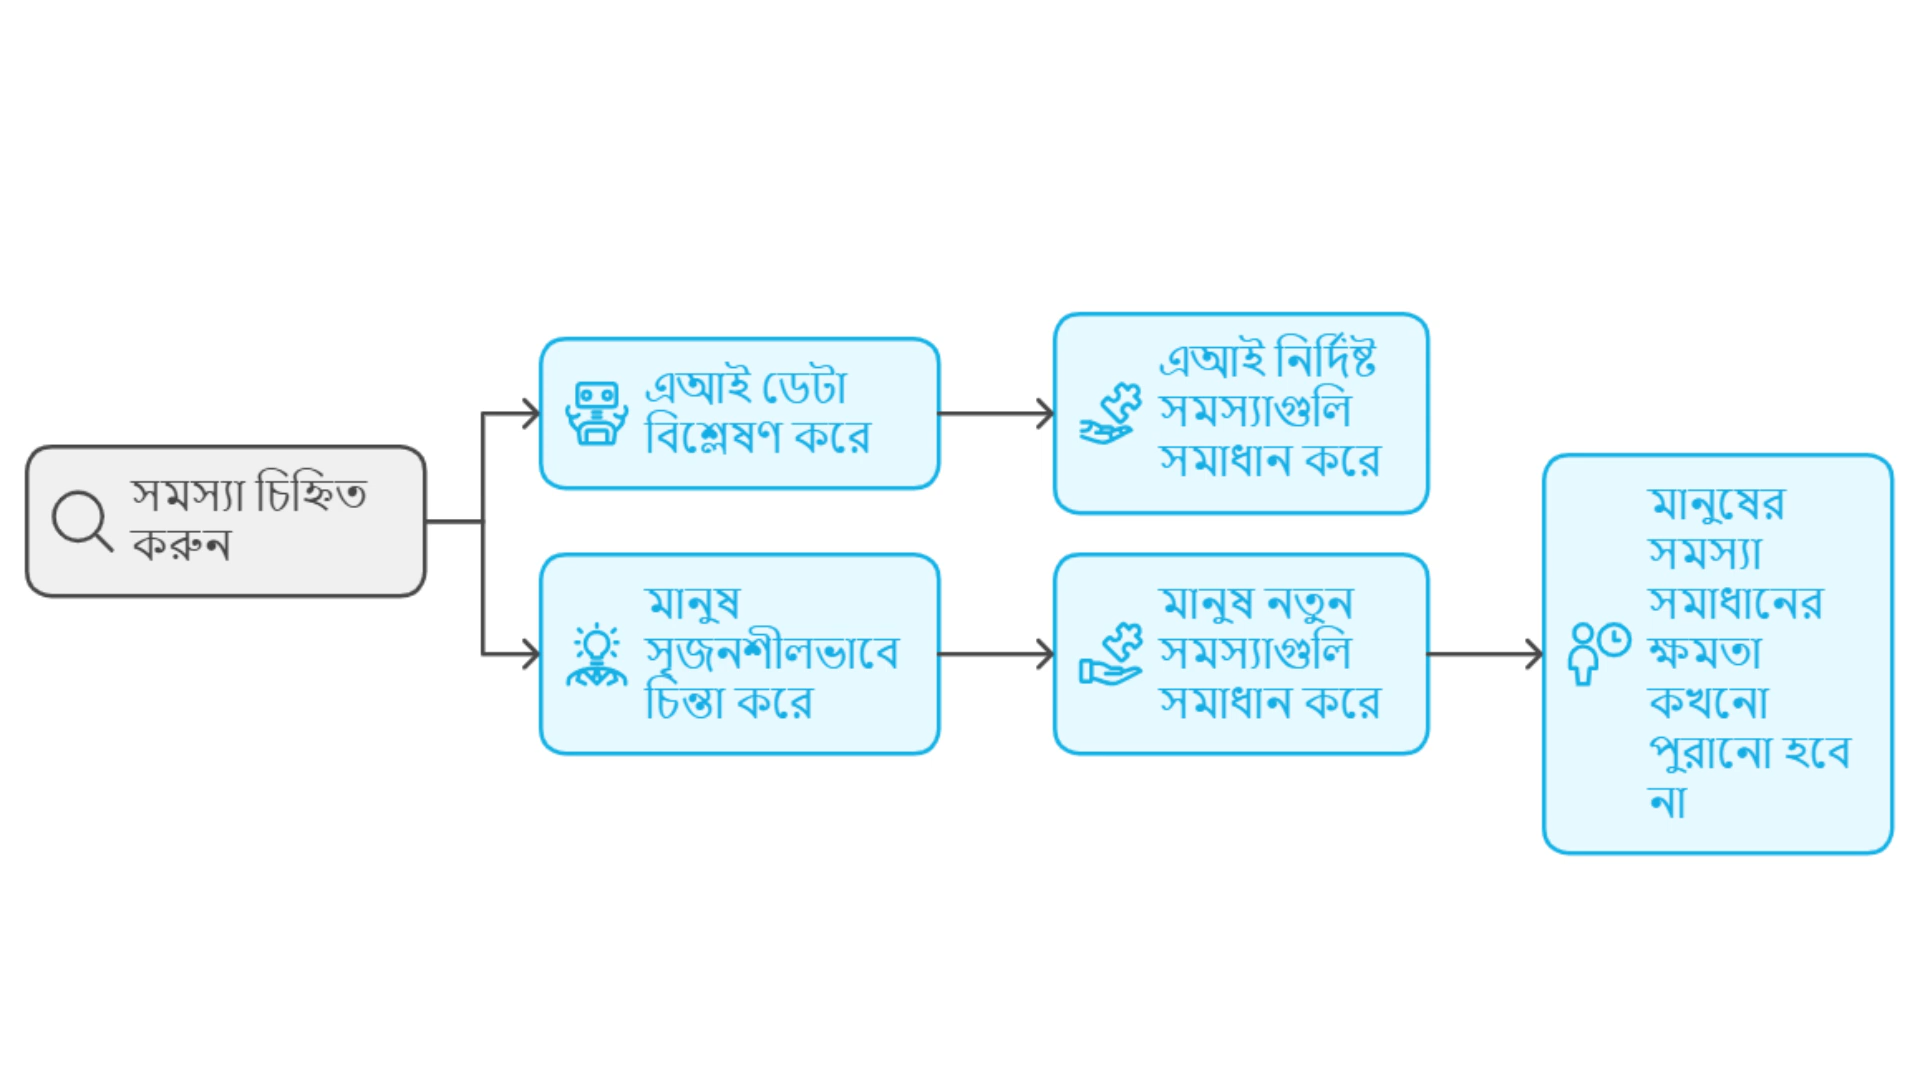 সমস্যা চিহ্নিত
করুন
এআই ডেটা
বিশ্লেষণ করে
এআই নির্দিষ্ট
সমস্যাগুলি
সমাধান করে
মানুষ
সৃজনশীলভাবে
চিন্তা করে
মানুষ নতুন
সমস্যাগুলি
সমাধান করে
মানুষের
সমস্যা
সমাধানের
ক্ষমতা
কখনো
পুরানো হবে
না